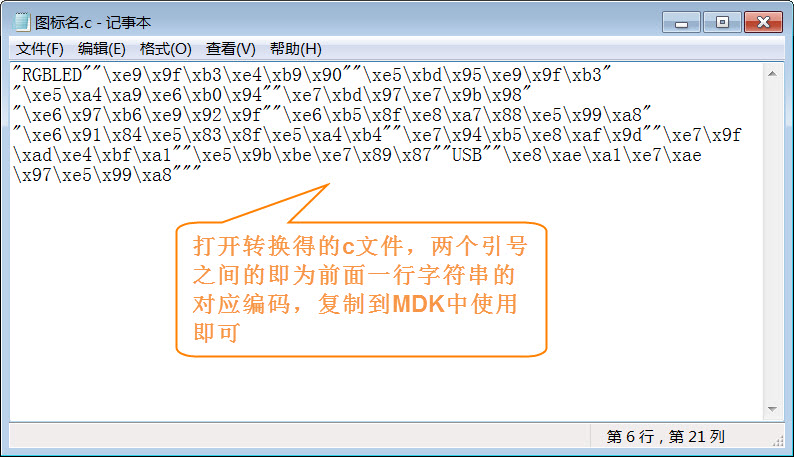 图标名.c - 记事本
文件(F) 编辑(E) 格式(O) 查看(V) 帮助(H)
"RGBLED""\xe9\x9f\xb3\xe4\xb9\x90""\xe5\xbd\x95\xe9\x9f\xb3"
"\xe5\xa4\xa9\xe6\xb0\x94""\xe7\xbd\x97\xe7\x9b\x98"
"\xe6\x97\xb6\xe9\x92\x9f""\xe6\xb5\x8f\xe8\xa7\x88\xe5\x99\xa8"
"\xe6\x91\x84\xe5\x83\x8f\xe5\xa4\xb4""\xe7\x94\xb5\xe8\xaf\x9d""\xe7\x9f
\xad\xe4\xbf\xa1""\xe5\x9b\xbe\xe7\x89\x87""USB""\xe8\xae\xa1\xe7\xae
\x97\xe5\x99\xa8"""
打开转换得的c文件，两个引号
之间的即为前面一行字符串的
对应编码，复制到MDK中使用
即可
第 6 行，第 21 列